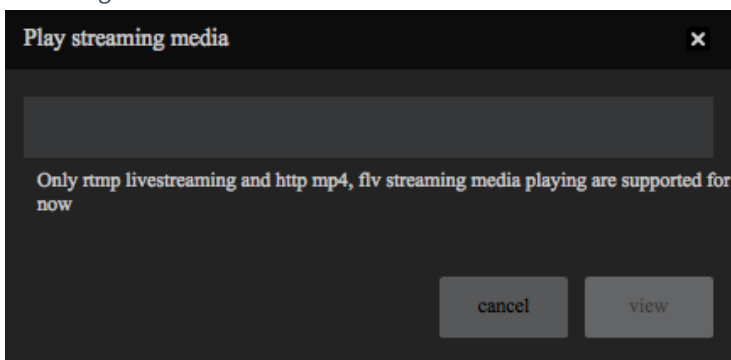 Play streaming media
Only rtmp livestreaming and http mp4, flv streaming media playing are supported for
now
cancel view